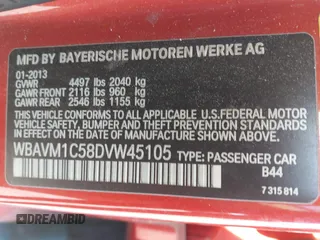 MFD BY BAYERISCHE MOTOREN WERKE AG
01-2013
GVWR 4497 lbs 2040 kg
GAWR FRONT 2116 lbs 960 kg
GAWR REAR 2546 lbs 1155 kg
THIS VEHICLE CONFORMS TO ALL APPLICABLE U.S. FEDERAL MOTOR
VEHICLE SAFETY, BUMPER, AND THEFT PREVENTION STANDARDS
IN EFFECT ON THE DATE OF MANUFACTURE SHOWN ABOVE.
WBAVM1C58DVW45105 TYPE: PASSENGER CAR
B44
7 315 814
DREAMBID